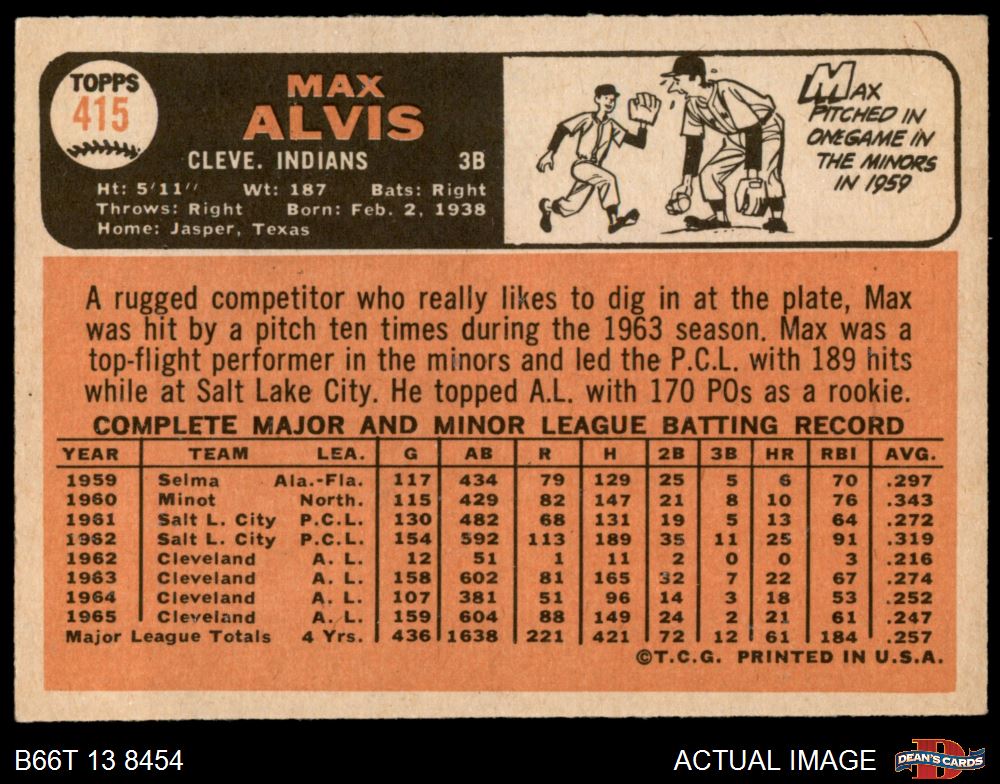 TOPPS
415
MAX
ALVIS
CLEVE. INDIANS 3B
Ht: 5'11" Wt: 187 Bats: Right
Throws: Right Born: Feb. 2, 1938
Home: Jasper, Texas
MAX
PITCHED IN
ONE GAME IN
THE MINORS
IN 1959
A rugged competitor who really likes to dig in at the plate, Max
was hit by a pitch ten times during the 1963 season. Max was a
top-flight performer in the minors and led the P.C.L. with 189 hits
while at Salt Lake City. He topped A.L. with 170 POs as a rookie.
COMPLETE MAJOR AND MINOR LEAGUE BATTING RECORD
YEAR TEAM LEA. G AB R H 2B 3B HR RBI AVG.
1959 Selma Ala.-Fla. 117 434 79 129 25 5 6 70 .297
1960 Minot North. 115 429 82 147 21 8 10 76 .343
1961 Salt L. City P.C.L. 130 482 68 131 19 5 13 64 .272
1962 Salt L. City P.C.L. 154 592 113 189 35 11 25 91 .319
1962 Cleveland A. L. 12 51 1 11 2 0 0 3 .216
1963 Cleveland A. L. 158 602 81 165 32 7 22 67 .274
1964 Cleveland A. L. 107 381 51 96 14 3 18 53 .252
1965 Cleveland A. L. 159 604 88 149 24 2 21 61 .247
Major League Totals 4 Yrs. 436 1638 221 421 72 12 61 184 .257
©T.C.G. PRINTED IN U.S.A.
B66T 13 8454 ACTUAL IMAGE DEAN'S CARDS